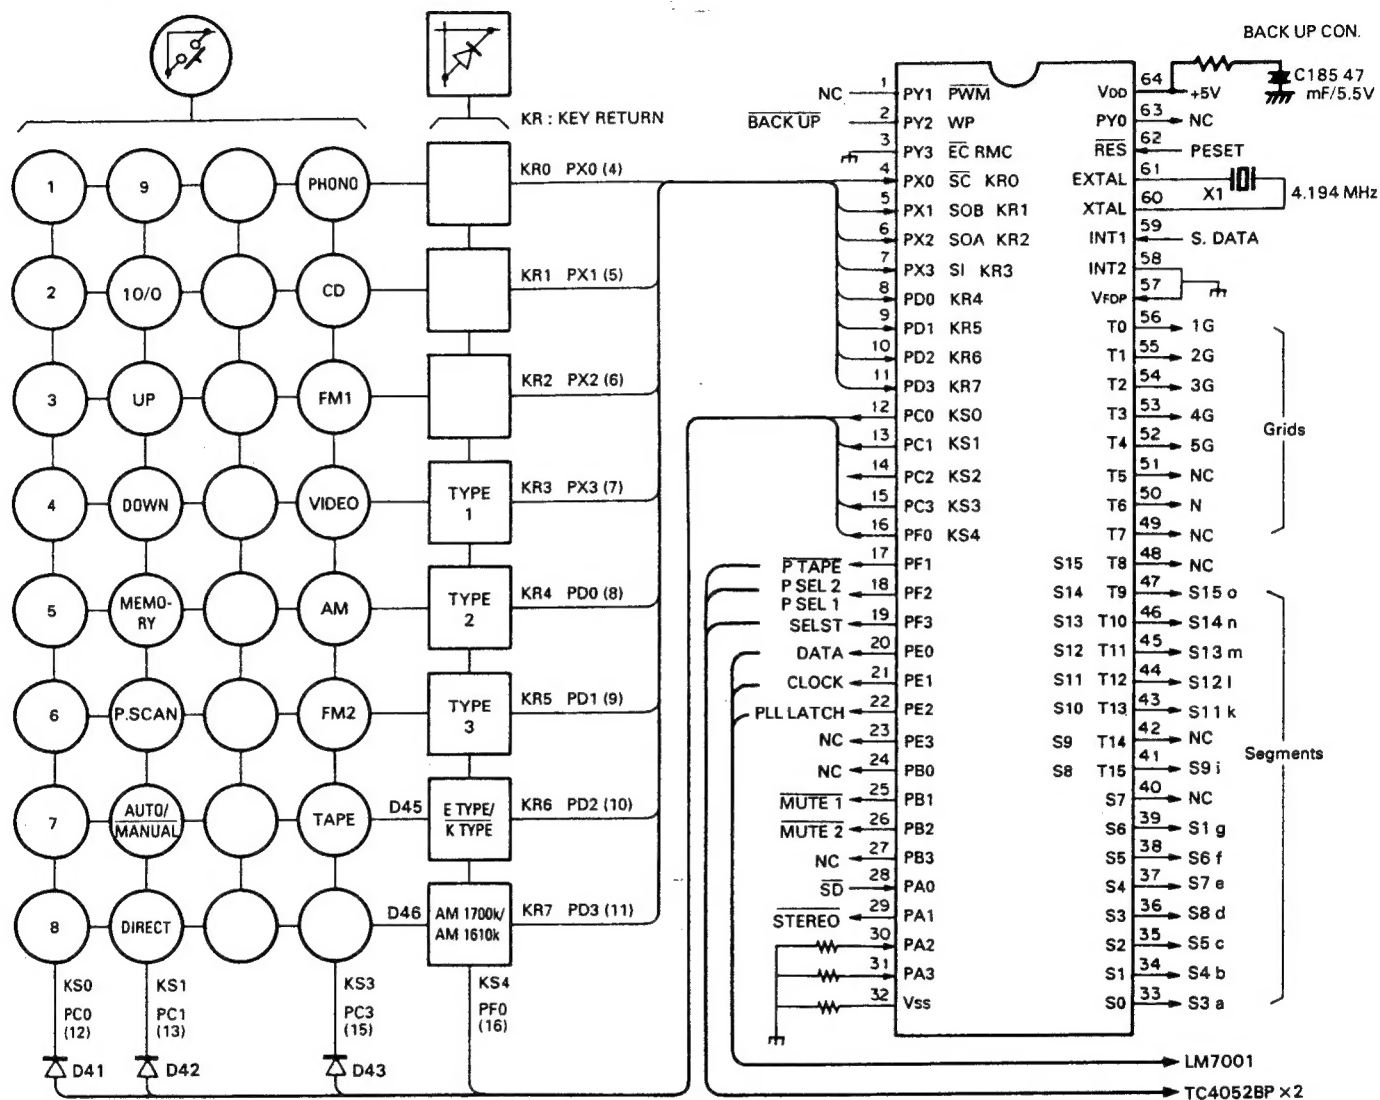 BACK UP CON.
C185 47
mF/5.5V
KR : KEY RETURN
1 9 PHONO KR0 PX0 (4)
2 10/0 CD KR1 PX1 (5)
3 UP FM1 KR2 PX2 (6)
4 DOWN VIDEO TYPE 1 KR3 PX3 (7)
5 MEMO-RY AM TYPE 2 KR4 PD0 (8)
6 P.SCAN FM2 TYPE 3 KR5 PD1 (9)
7 AUTO/MANUAL TAPE D45 E TYPE/K TYPE KR6 PD2 (10)
8 DIRECT D46 AM 1700k/AM 1610k KR7 PD3 (11)
KS0 KS1 KS3 KS4
PC0 PC1 PC3 PF0
(12) (13) (15) (16)
D41 D42 D43
NC 1 PY1 PWM
BACK UP 2 PY2 WP
3 PY3 EC RMC
4 PX0 SC KR0
5 PX1 SOB KR1
6 PX2 SOA KR2
7 PX3 SI KR3
8 PD0 KR4
9 PD1 KR5
10 PD2 KR6
11 PD3 KR7
12 PC0 KS0
13 PC1 KS1
14 PC2 KS2
15 PC3 KS3
16 PF0 KS4
P TAPE 17 PF1
P SEL 2 18 PF2
P SEL 1
SELST 19 PF3
DATA 20 PE0
CLOCK 21 PE1
PLL LATCH 22 PE2
NC 23 PE3
NC 24 PB0
MUTE 1 25 PB1
MUTE 2 26 PB2
NC 27 PB3
SD 28 PA0
STEREO 29 PA1
30 PA2
31 PA3
32 Vss
VDD 64 +5V
PY0 63 NC
RES 62 PESET
EXTAL 61 X1
XTAL 60 4.194 MHz
INT1 59 S. DATA
INT2 58
VFDP 57
T0 56 1G
T1 55 2G
T2 54 3G
T3 53 4G
T4 52 5G
T5 51 NC
T6 50 N
T7 49 NC
Grids
S15 T8 48 NC
S14 T9 47 S15 o
S13 T10 46 S14 n
S12 T11 45 S13 m
S11 T12 44 S12 l
S10 T13 43 S11 k
S9 T14 42 NC
S8 T15 41 S9 i
S7 40 NC
S6 39 S1 g
S5 38 S6 f
S4 37 S7 e
S3 36 S8 d
S2 35 S5 c
S1 34 S4 b
S0 33 S3 a
Segments
LM7001
TC4052BP ×2